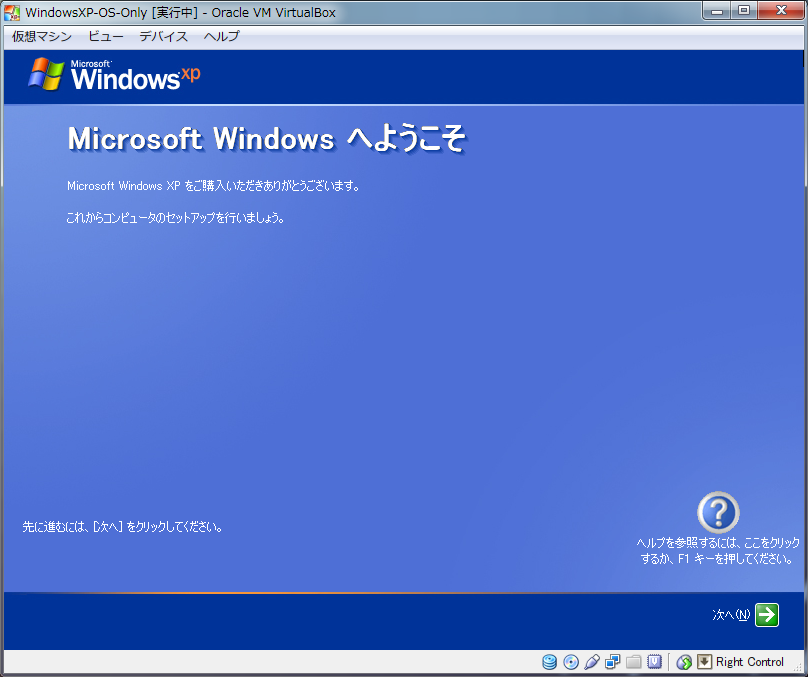 WindowsXP-OS-Only [実行中] - Oracle VM VirtualBox
仮想マシン ビュー デバイス ヘルプ
Microsoft
Windows xp
Microsoft Windows へようこそ
Microsoft Windows XP をご購入いただきありがとうございます。
これからコンピュータのセットアップを行いましょう。
先に進むには、[次へ] をクリックしてください。
?
ヘルプを参照するには、ここをクリック
するか、F1 キーを押してください。
次へ(N)
Right Control